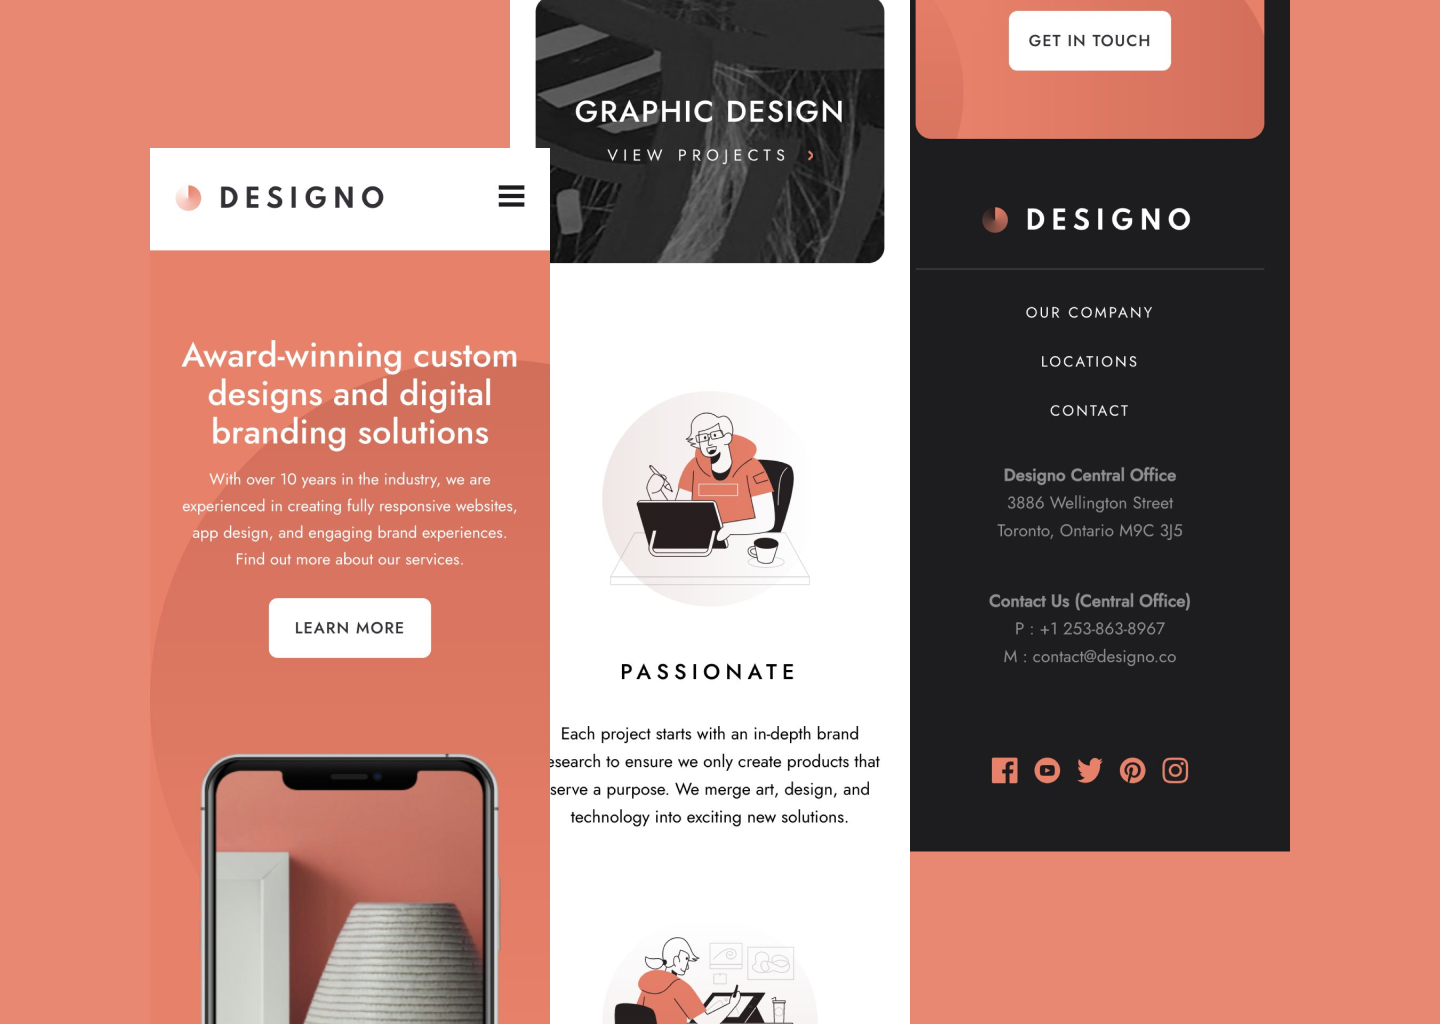 DESIGNO
Award-winning custom
designs and digital
branding solutions
With over 10 years in the industry, we are
experienced in creating fully responsive websites,
app design, and engaging brand experiences.
Find out more about our services.
LEARN MORE
GRAPHIC DESIGN
VIEW PROJECTS
PASSIONATE
Each project starts with an in-depth brand
esearch to ensure we only create products that
serve a purpose. We merge art, design, and
technology into exciting new solutions.
GET IN TOUCH
DESIGNO
OUR COMPANY
LOCATIONS
CONTACT
Designo Central Office
3886 Wellington Street
Toronto, Ontario M9C 3J5
Contact Us (Central Office)
P : +1 253-863-8967
M : contact@designo.co